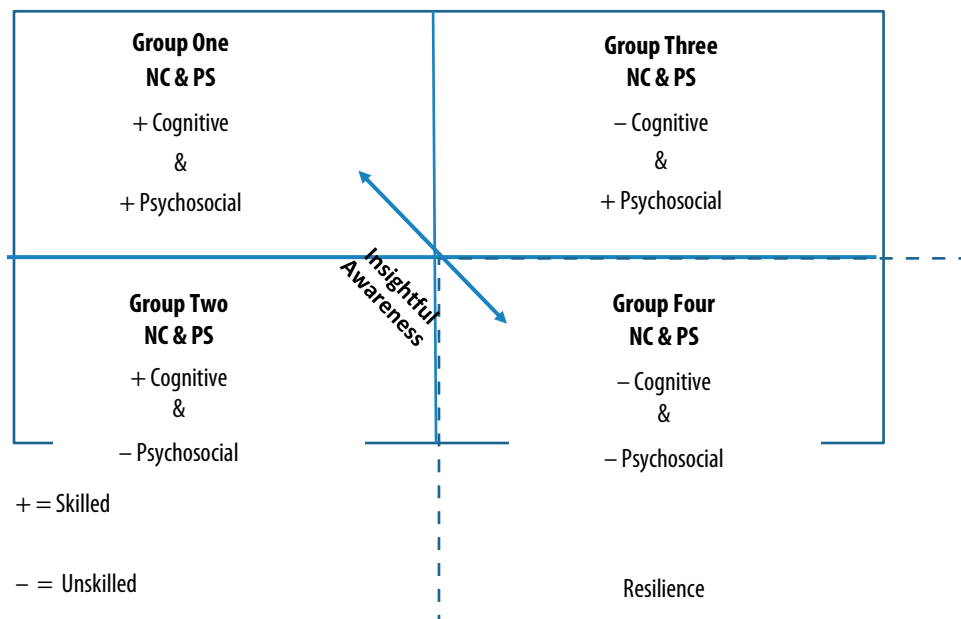 Group One
NC & PS
+ Cognitive
&
+ Psychosocial
Group Three
NC & PS
– Cognitive
&
+ Psychosocial
Insightful
Awareness
Group Two
NC & PS
+ Cognitive
&
– Psychosocial
Group Four
NC & PS
– Cognitive
&
– Psychosocial
+ = Skilled
– = Unskilled
Resilience